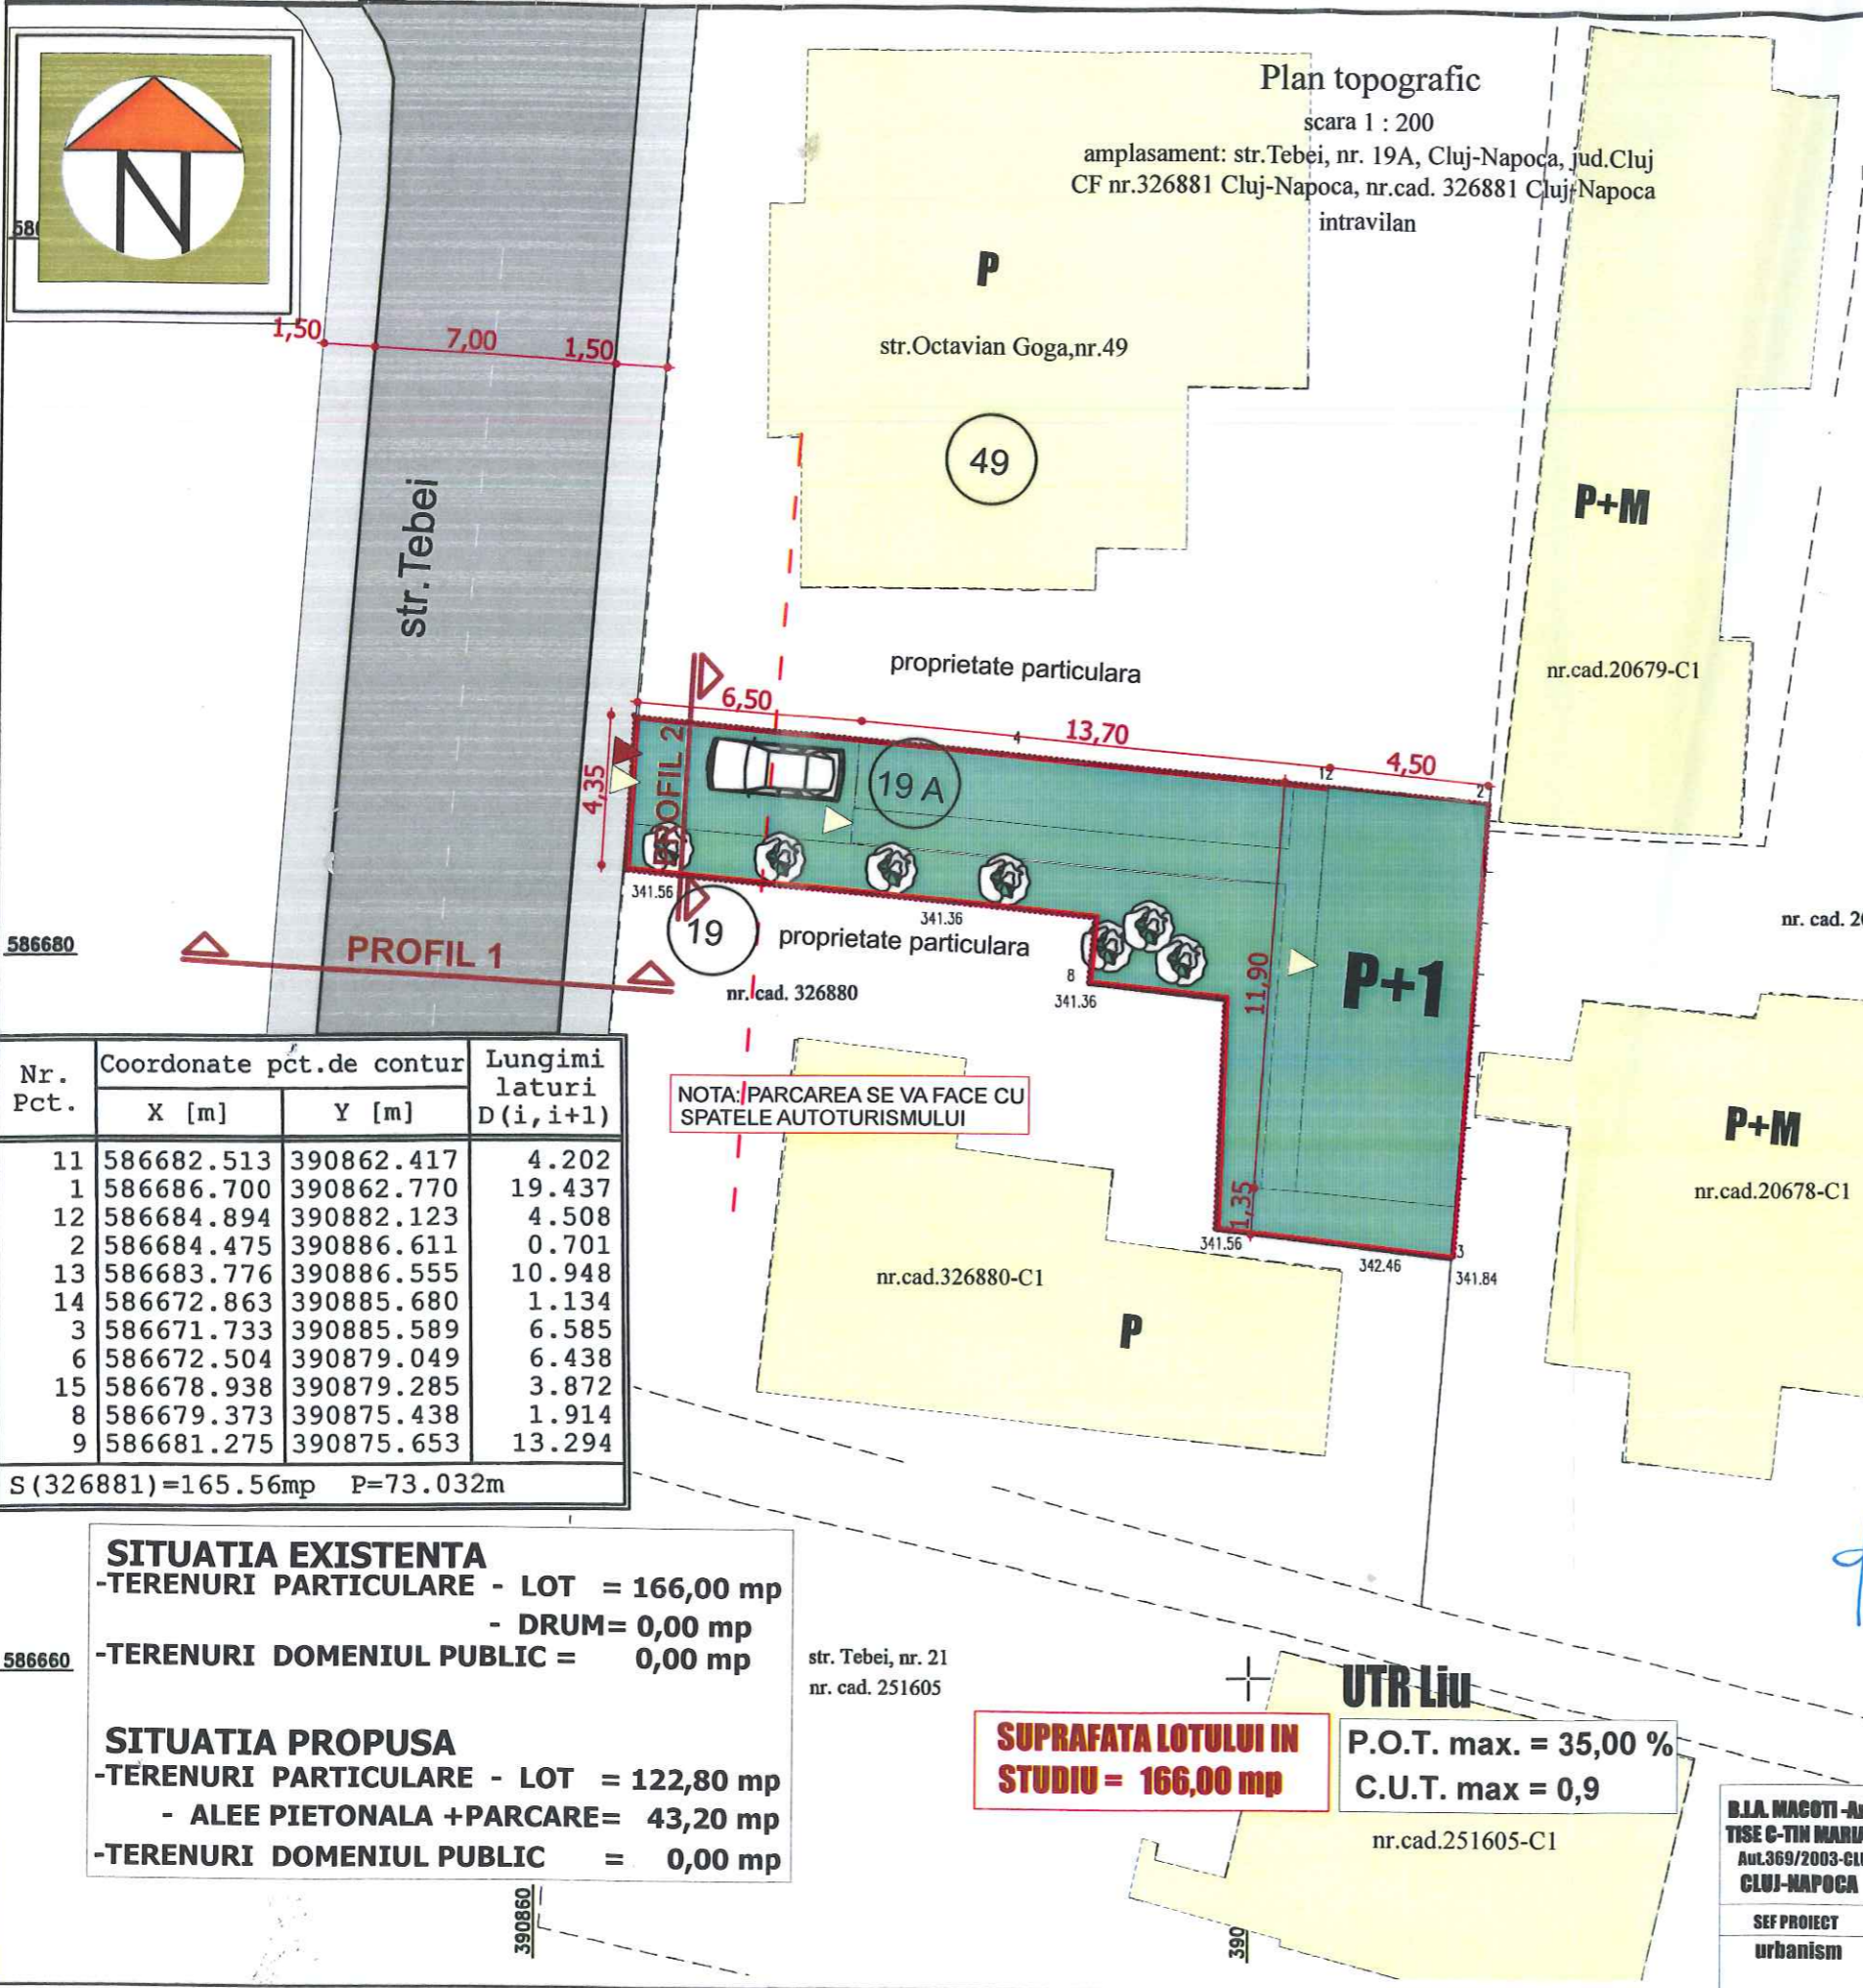 N
586
Plan topografic
scara 1 : 200
amplasament: str.Tebei, nr. 19A, Cluj-Napoca, jud.Cluj
CF nr.326881 Cluj-Napoca, nr.cad. 326881 Cluj-Napoca
intravilan
P
str.Octavian Goga,nr.49
49
1,50
7,00
1,50
str.Tebei
P+M
nr.cad.20679-C1
proprietate particulara
6,50
4
13,70
12
4,50
2
4,35
PROFIL 2
19 A
341.56
341.36
19
proprietate particulara
nr. cad. 326880
8
341.36
11,90
P+1
nr. cad.
586680
PROFIL 1
NOTA: PARCAREA SE VA FACE CU
SPATELE AUTOTURISMULUI
1,35
341.56
342.46
3
341.84
P+M
nr.cad.20678-C1
nr.cad.326880-C1
P
Nr. Pct. Coordonate pct.de contur Lungimi laturi D(i,i+1)
X [m] Y [m]
11 586682.513 390862.417 4.202
1 586686.700 390862.770 19.437
12 586684.894 390882.123 4.508
2 586684.475 390886.611 0.701
13 586683.776 390886.555 10.948
14 586672.863 390885.680 1.134
3 586671.733 390885.589 6.585
6 586672.504 390879.049 6.438
15 586678.938 390879.285 3.872
8 586679.373 390875.438 1.914
9 586681.275 390875.653 13.294
S(326881)=165.56mp P=73.032m
SITUATIA EXISTENTA
-TERENURI PARTICULARE - LOT = 166,00 mp
- DRUM= 0,00 mp
-TERENURI DOMENIUL PUBLIC = 0,00 mp
SITUATIA PROPUSA
-TERENURI PARTICULARE - LOT = 122,80 mp
- ALEE PIETONALA +PARCARE= 43,20 mp
-TERENURI DOMENIUL PUBLIC = 0,00 mp
586660
str. Tebei, nr. 21
nr. cad. 251605
UTR Liu
SUPRAFATA LOTULUI IN
STUDIU = 166,00 mp
P.O.T. max. = 35,00 %
C.U.T. max = 0,9
nr.cad.251605-C1
B.I.A. MACOTI
TISE C-TIN
Aut.369/2003
CLUJ-NAPOCA
SEF PROIECT
urbanism
390860
390